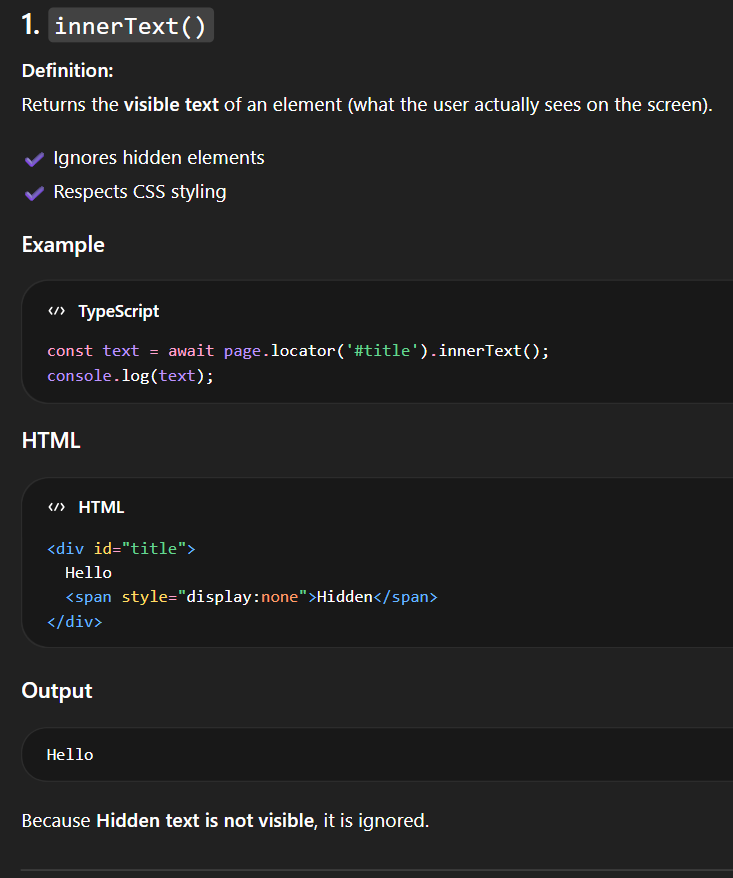 1. innerText()
Definition:
Returns the visible text of an element (what the user actually sees on the screen).
✔ Ignores hidden elements
✔ Respects CSS styling
Example
</> TypeScript
const text = await page.locator('#title').innerText();
console.log(text);
HTML
</> HTML
<div id="title">
  Hello
  <span style="display:none">Hidden</span>
</div>
Output
Hello
Because Hidden text is not visible, it is ignored.